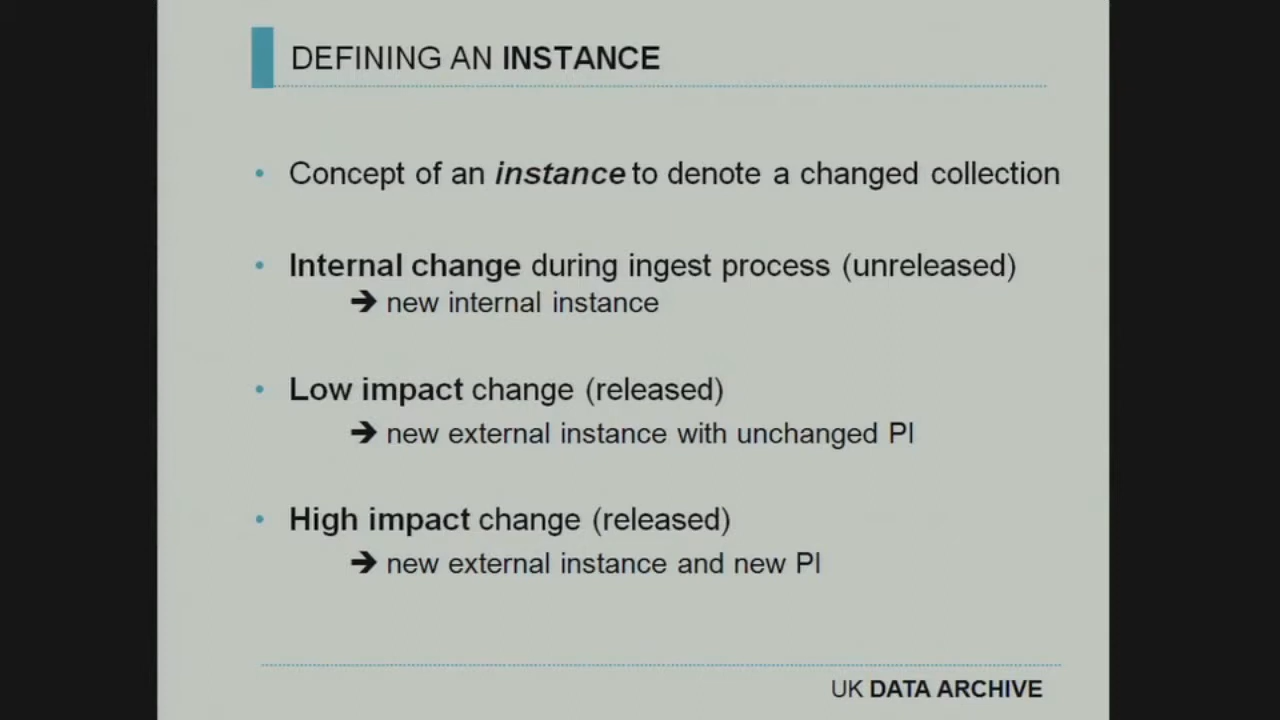 DEFINING AN INSTANCE
• Concept of an instance to denote a changed collection
• Internal change during ingest process (unreleased)
➔ new internal instance
• Low impact change (released)
➔ new external instance with unchanged PI
• High impact change (released)
➔ new external instance and new PI
UK DATA ARCHIVE